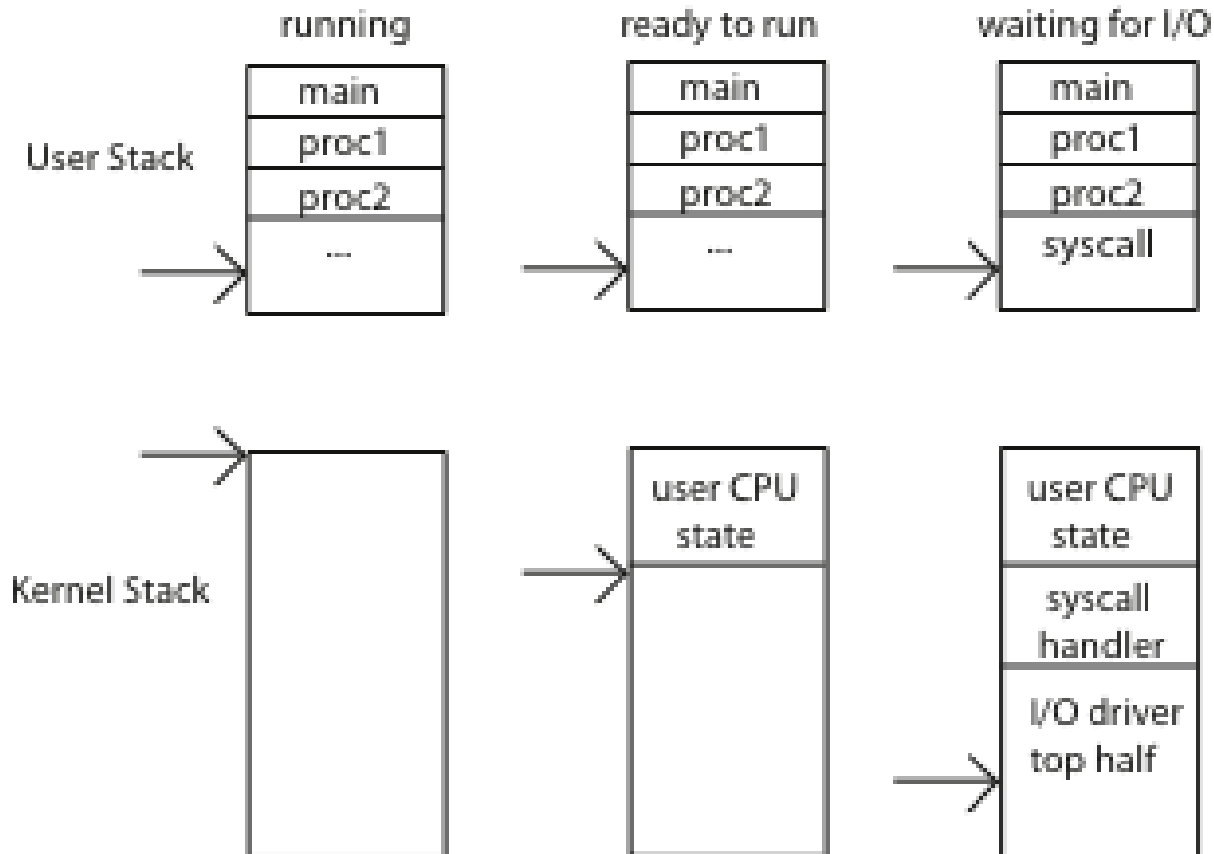 running
ready to run
waiting for I/O
User Stack
main
proc1
proc2
...
main
proc1
proc2
...
main
proc1
proc2
syscall
Kernel Stack
user CPU
state
user CPU
state
syscall
handler
I/O driver
top half